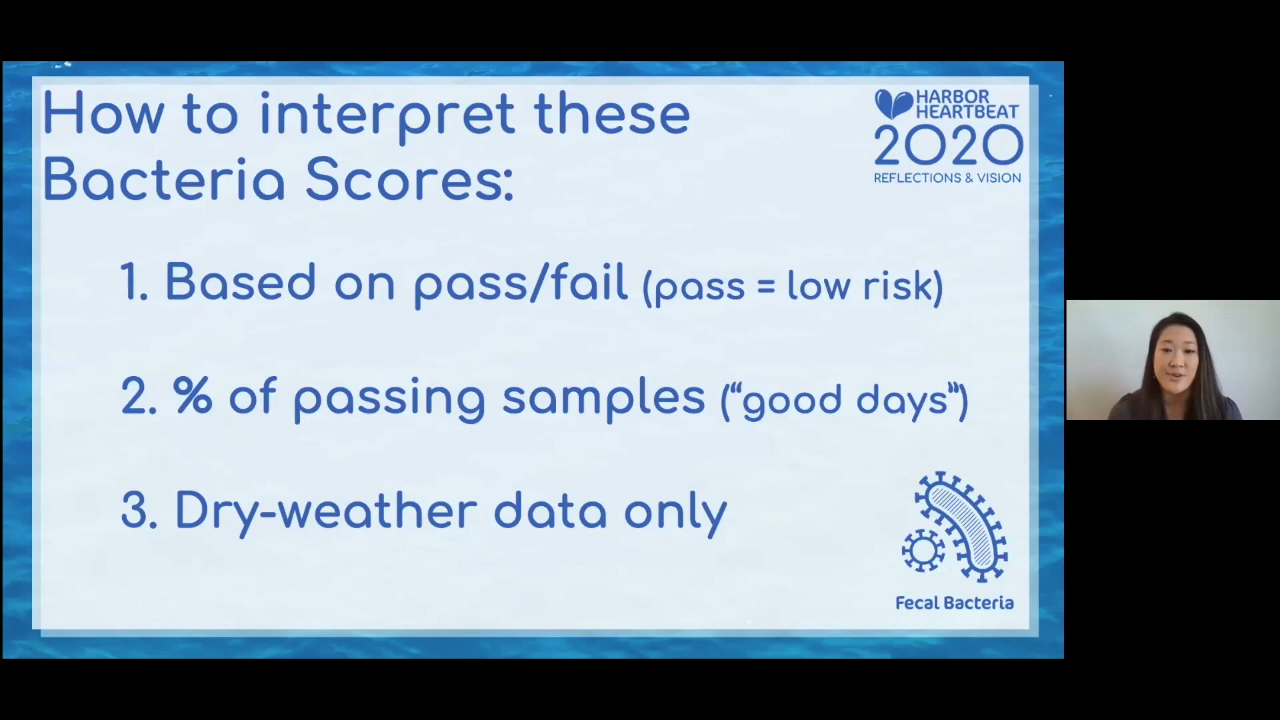 How to interpret these
Bacteria Scores:
HARBOR
HEARTBEAT
2020
REFLECTIONS & VISION
1. Based on pass/fail (pass = low risk)
2. % of passing samples (“good days”)
3. Dry-weather data only
Fecal Bacteria